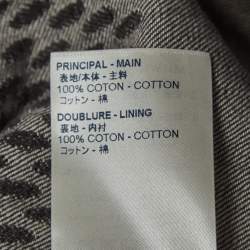 PRINCIPAL - MAIN
表地/本体 - 主料
100% COTON - COTTON
コットン - 棉
DOUBLURE - LINING
裏地 - 内衬
100% COTON - COTTON
コットン - 棉